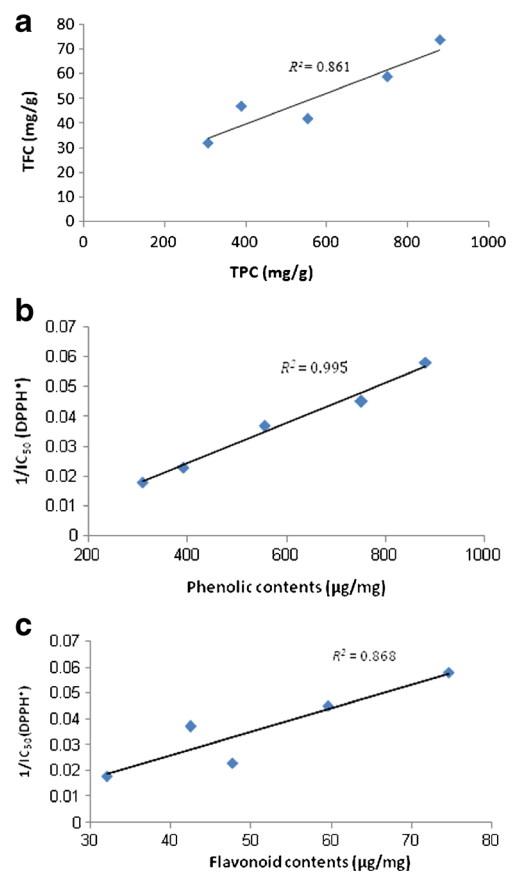 a
80
70
60
50
40
30
20
10
0
TFC (mg/g)
R² = 0.861
0 200 400 600 800 1000
TPC (mg/g)
b
0.07
0.06
0.05
0.04
0.03
0.02
0.01
0
1/IC₅₀ (DPPH•)
R² = 0.995
200 400 600 800 1000
Phenolic contents (µg/mg)
c
0.07
0.06
0.05
0.04
0.03
0.02
0.01
0
1/IC₅₀(DPPH•)
R² = 0.868
30 40 50 60 70 80
Flavonoid contents (µg/mg)